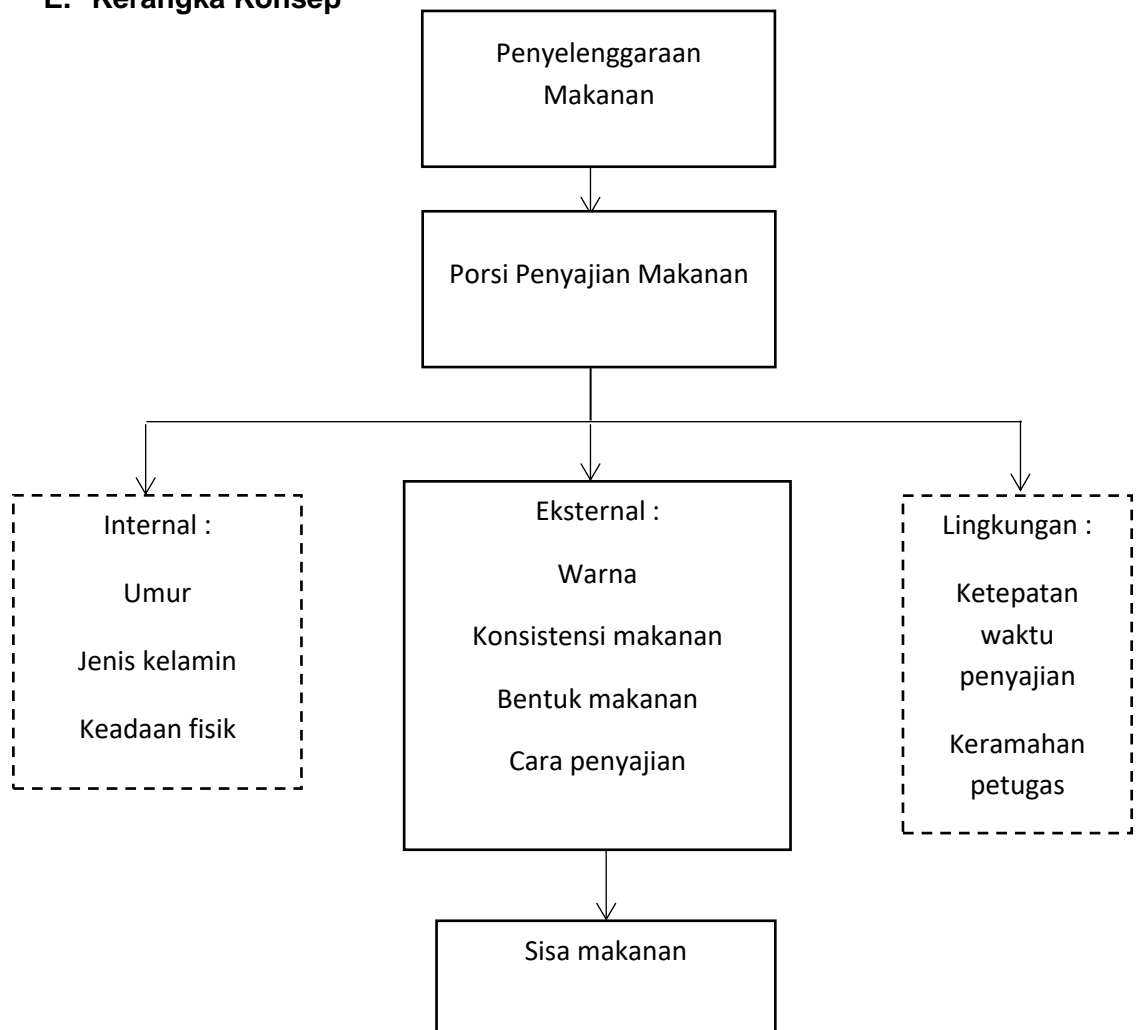 E. Kerangka Konsep
Penyelenggaraan
Makanan
Porsi Penyajian Makanan
Internal :
Umur
Jenis kelamin
Keadaan fisik
Eksternal :
Warna
Konsistensi makanan
Bentuk makanan
Cara penyajian
Lingkungan :
Ketepatan
waktu
penyajian
Keramahan
petugas
Sisa makanan